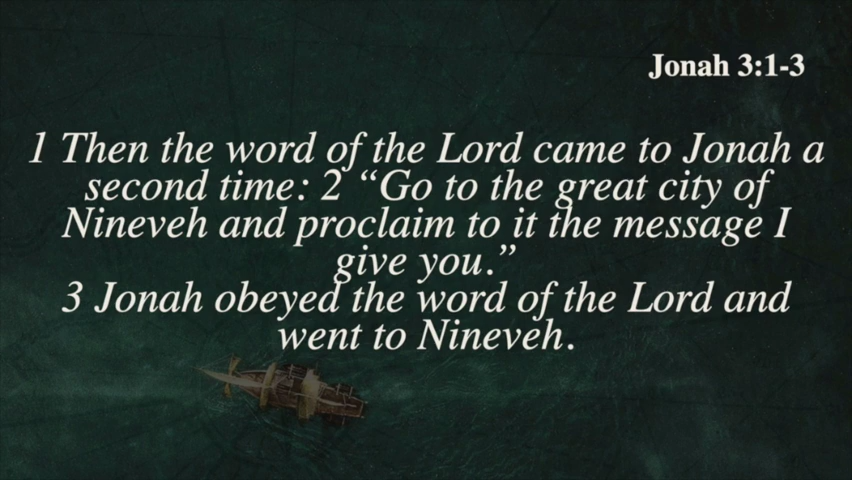 Jonah 3:1-3
1 Then the word of the Lord came to Jonah a
second time: 2 “Go to the great city of
Nineveh and proclaim to it the message I
give you.”
3 Jonah obeyed the word of the Lord and
went to Nineveh.